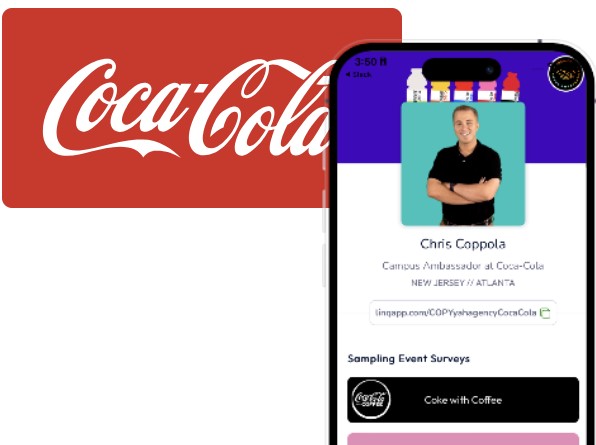 Coca-Cola
3:50
Slack
Chris Coppola
Campus Ambassador at Coca-Cola
NEW JERSEY // ATLANTA
linqapp.com/COPYyahagencyCocaCola
Sampling Event Surveys
Coca-Cola
COFFEE
Coke with Coffee